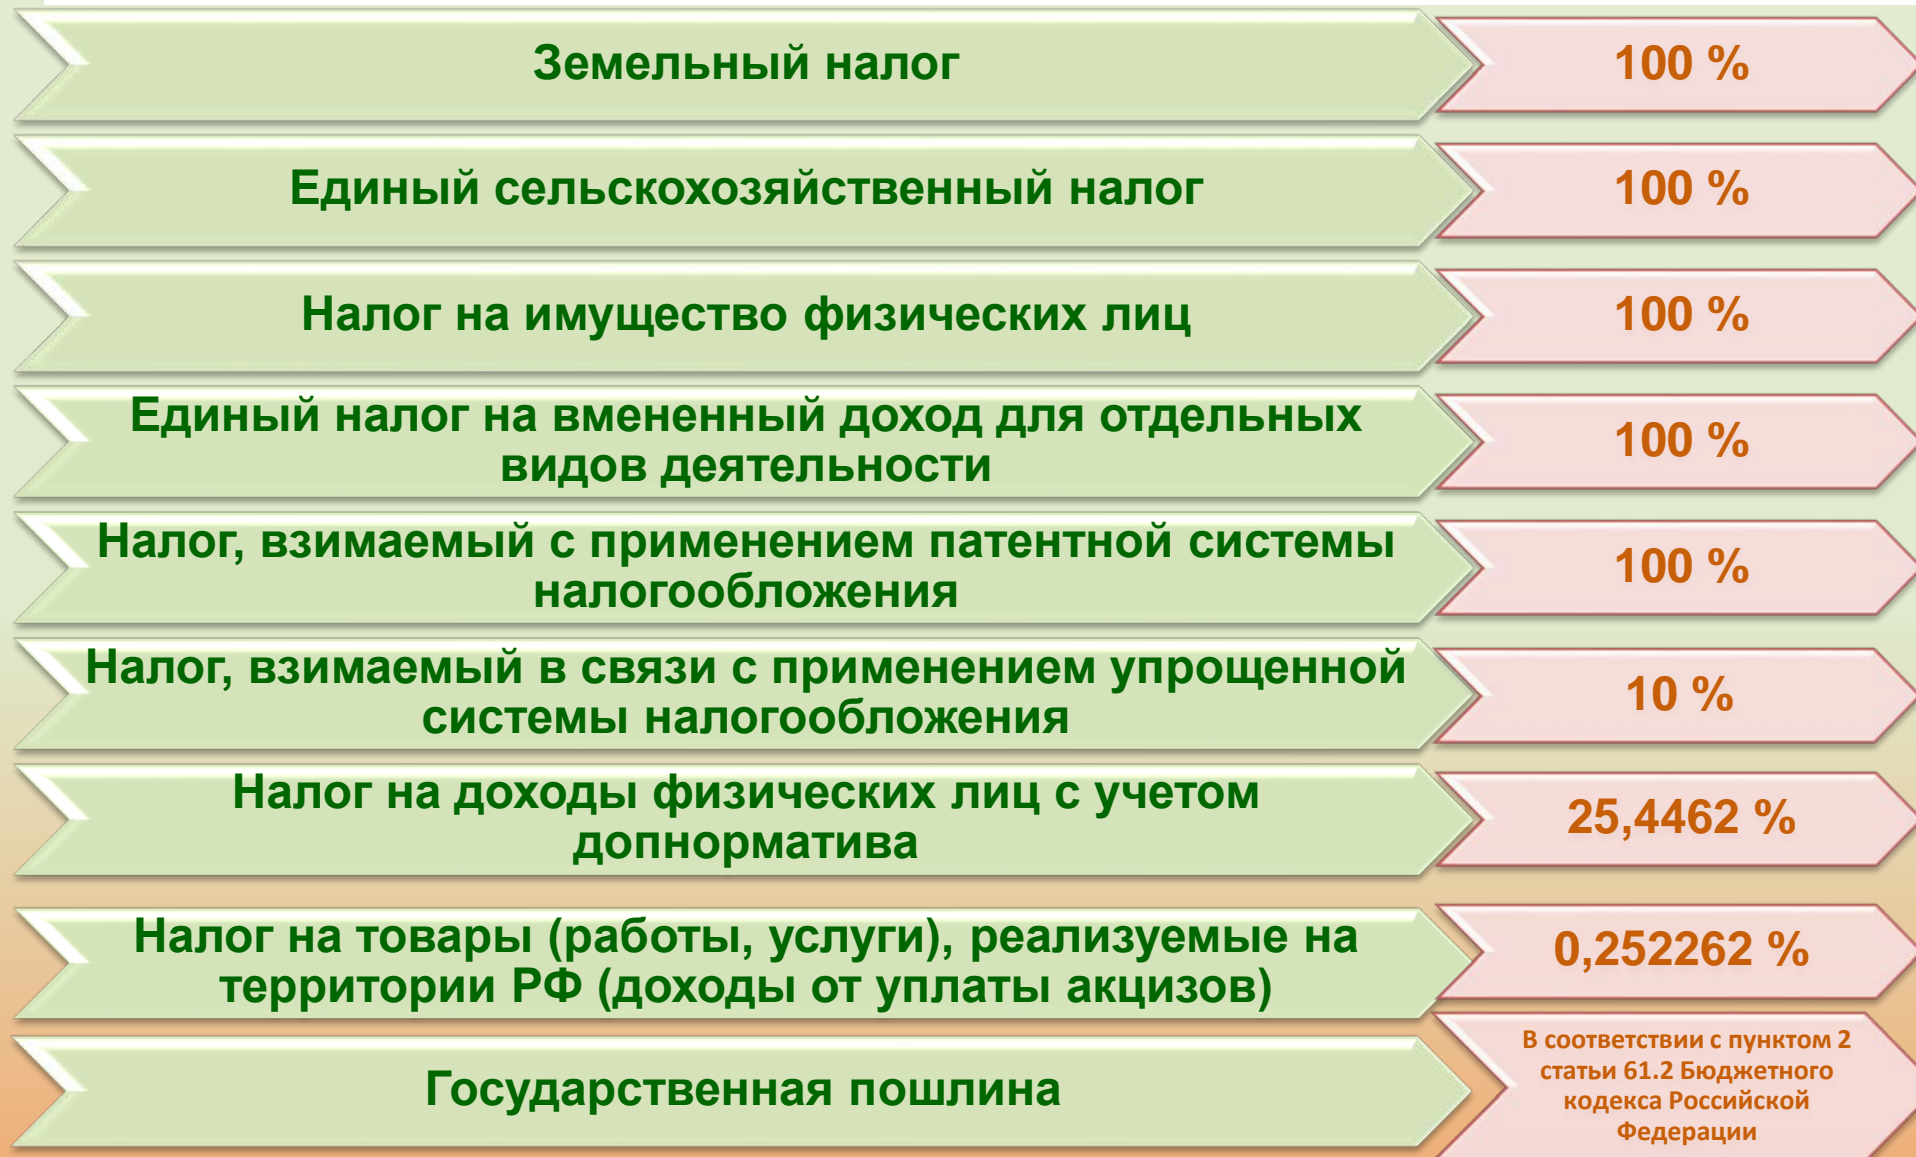 Земельный налог
100 %
Единый сельскохозяйственный налог
100 %
Налог на имущество физических лиц
100 %
Единый налог на вмененный доход для отдельных
видов деятельности
100 %
Налог, взимаемый с применением патентной системы
налогообложения
100 %
Налог, взимаемый в связи с применением упрощенной
системы налогообложения
10 %
Налог на доходы физических лиц с учетом
допнорматива
25,4462 %
Налог на товары (работы, услуги), реализуемые на
территории РФ (доходы от уплаты акцизов)
0,252262 %
Государственная пошлина
В соответствии с пунктом 2
статьи 61.2 Бюджетного
кодекса Российской
Федерации